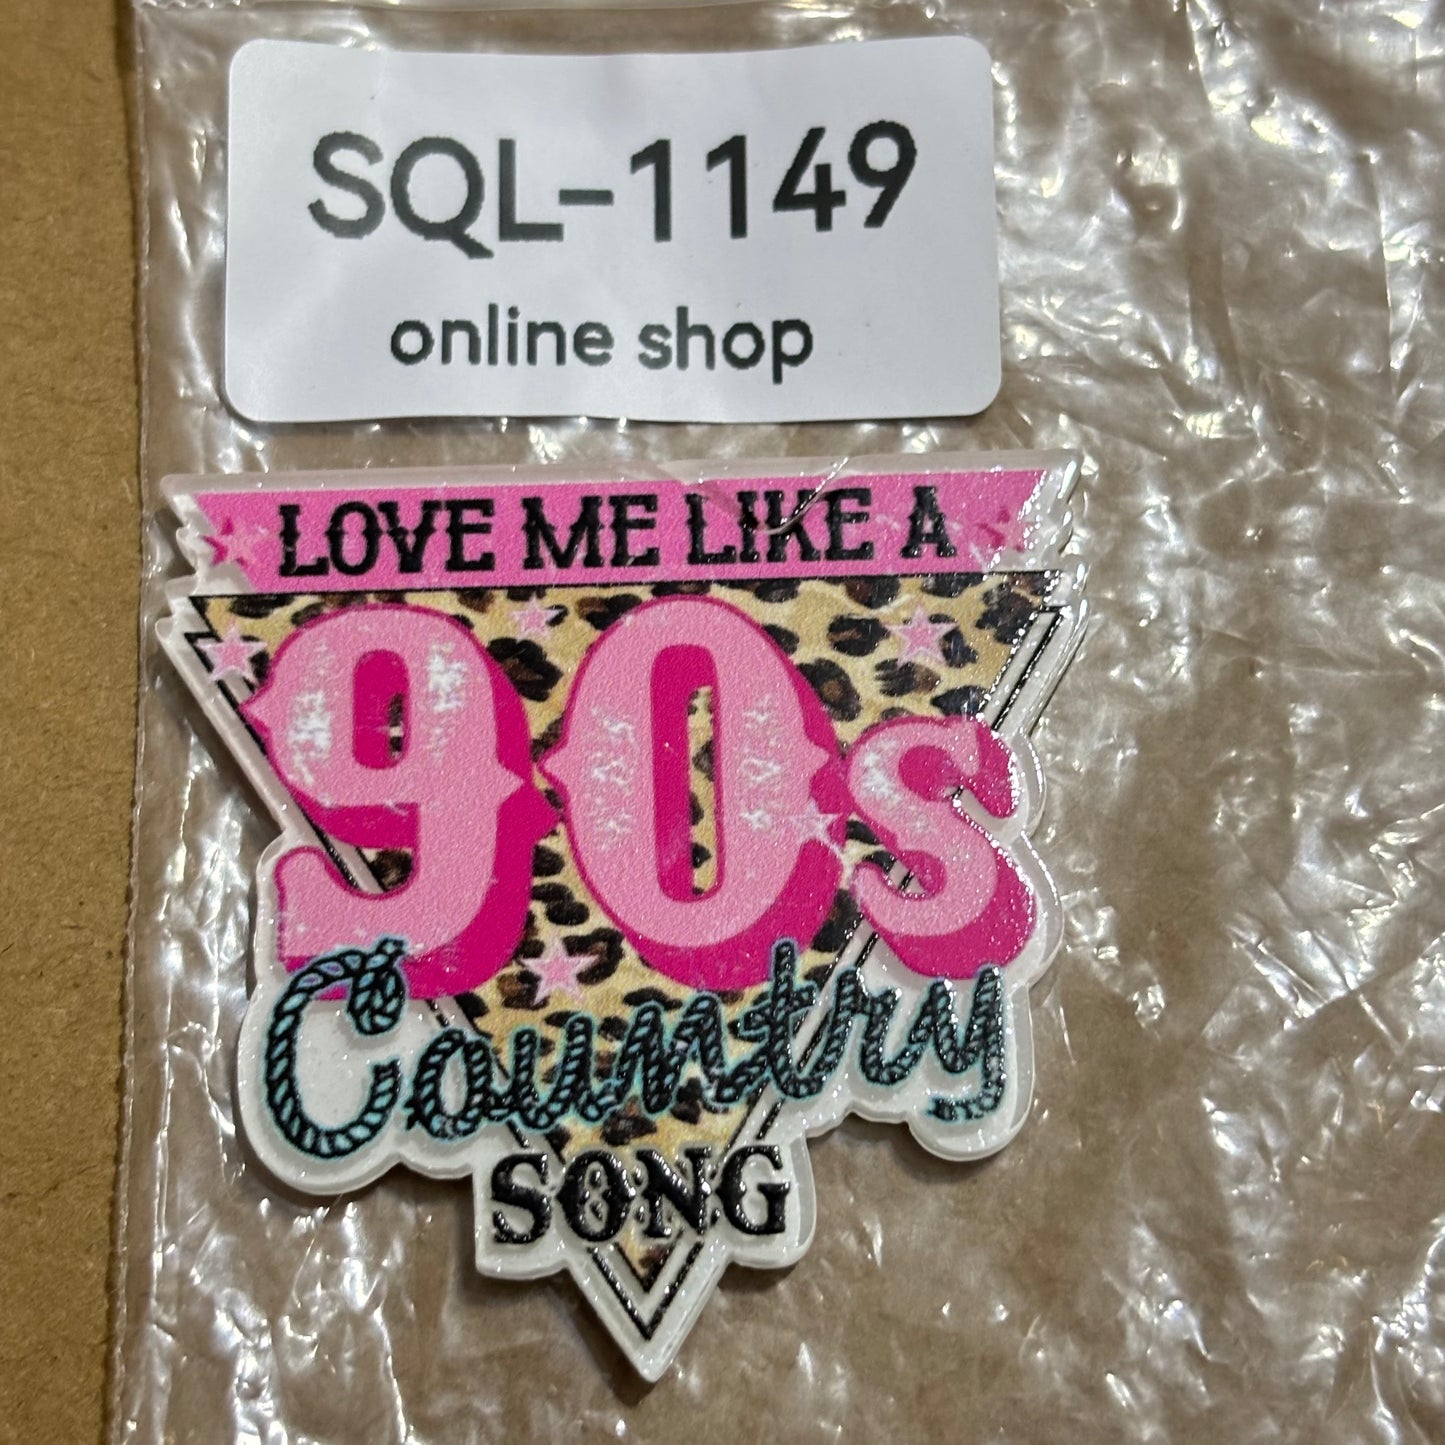 SQL-1149
online shop
LOVE ME LIKE A
90s
Country
SONG